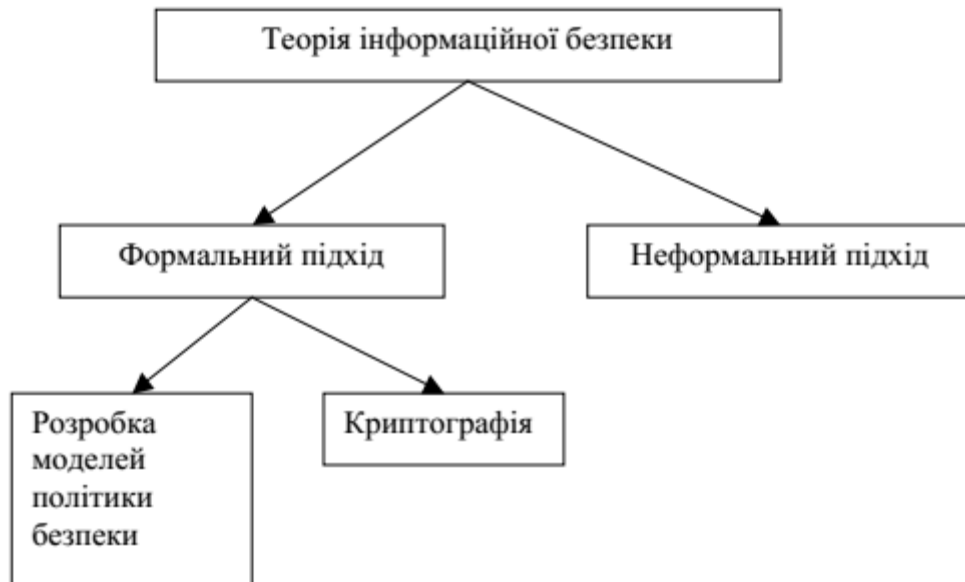 Теорія інформаційної безпеки
Формальний підхід
Неформальний підхід
Розробка
моделей
політики
безпеки
Криптографія